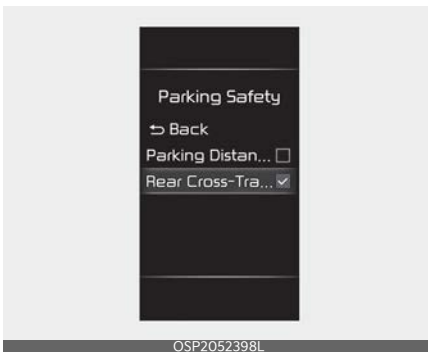 Parking Safety
⮌ Back
Parking Distan...
Rear Cross-Tra...
OSP2052398L